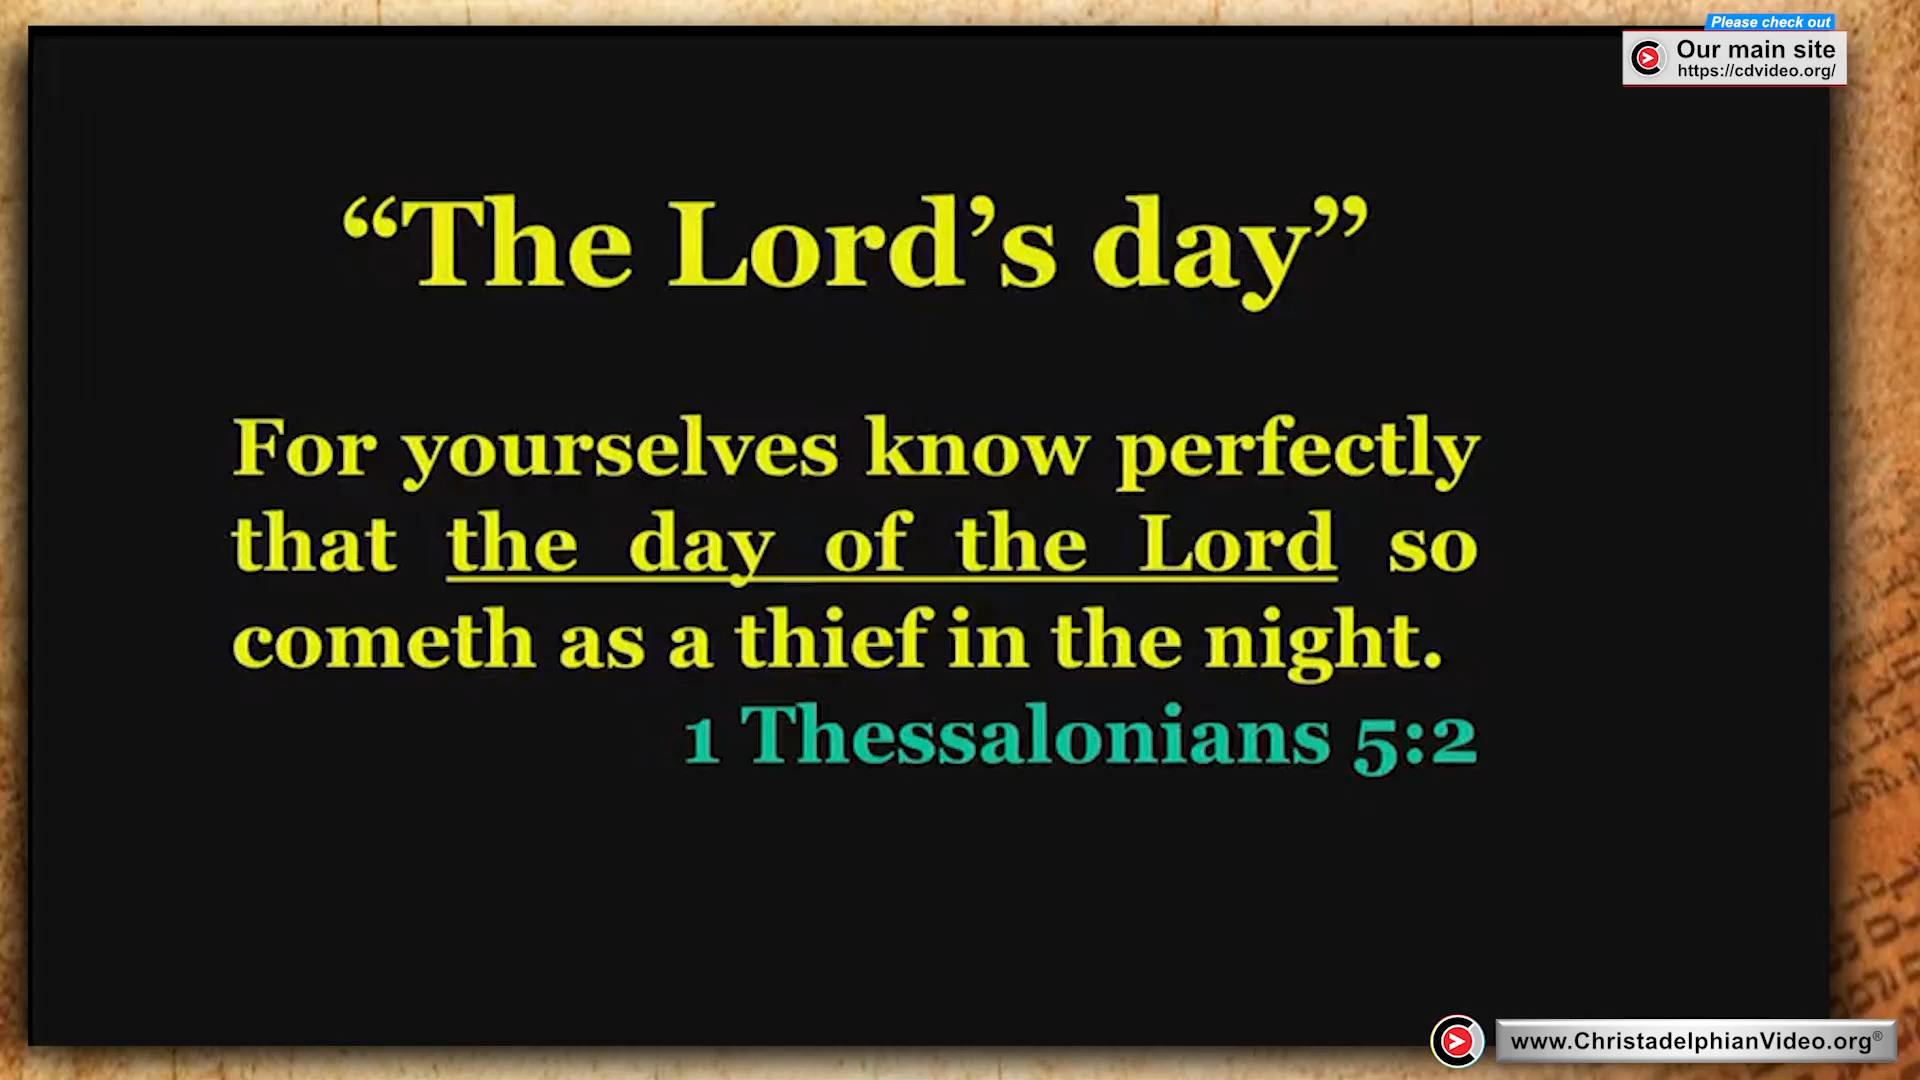 Please check out
Our main site
https://cdvideo.org/
“The Lord’s day”
For yourselves know perfectly
that the day of the Lord so
cometh as a thief in the night.
1 Thessalonians 5:2
www.ChristadelphianVideo.org®